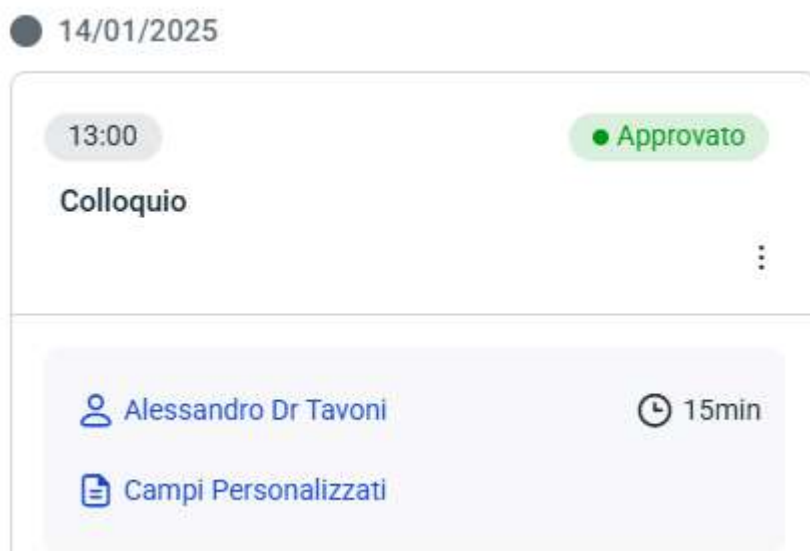 14/01/2025
13:00 Approvato
Colloquio
Alessandro Dr Tavoni 15min
Campi Personalizzati